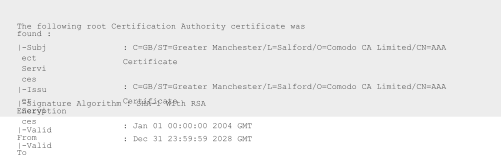 The following root Certification Authority certificate was
found :
|-Subj : C=GB/ST=Greater Manchester/L=Salford/O=Comodo CA Limited/CN=AAA
ect Certificate
Servi
ces
|-Issu : C=GB/ST=Greater Manchester/L=Salford/O=Comodo CA Limited/CN=AAA
er Certificate
Servi
|-Signature Algorithm : SHA-1 With RSA
Encryption
ces
|-Valid : Jan 01 00:00:00 2004 GMT
From
|-Valid : Dec 31 23:59:59 2028 GMT
To